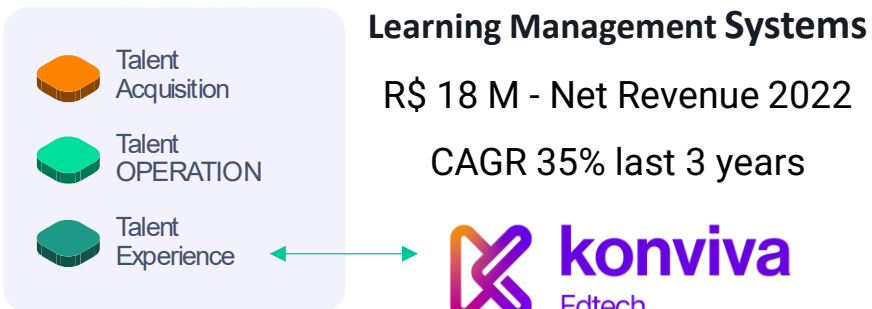 Talent
Acquisition
Talent
OPERATION
Talent
Experience
Learning Management Systems
R$ 18 M - Net Revenue 2022
CAGR 35% last 3 years
konviva
Edtech